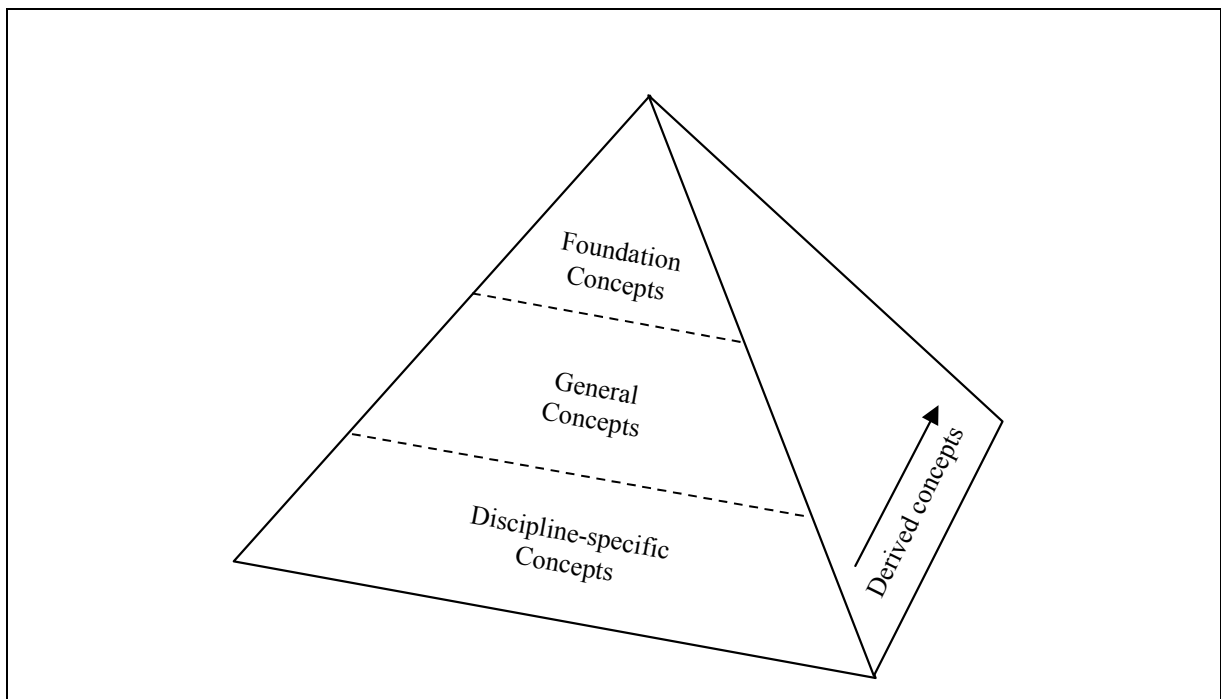 Foundation
Concepts
General
Concepts
Discipline-specific
Concepts
Derived concepts